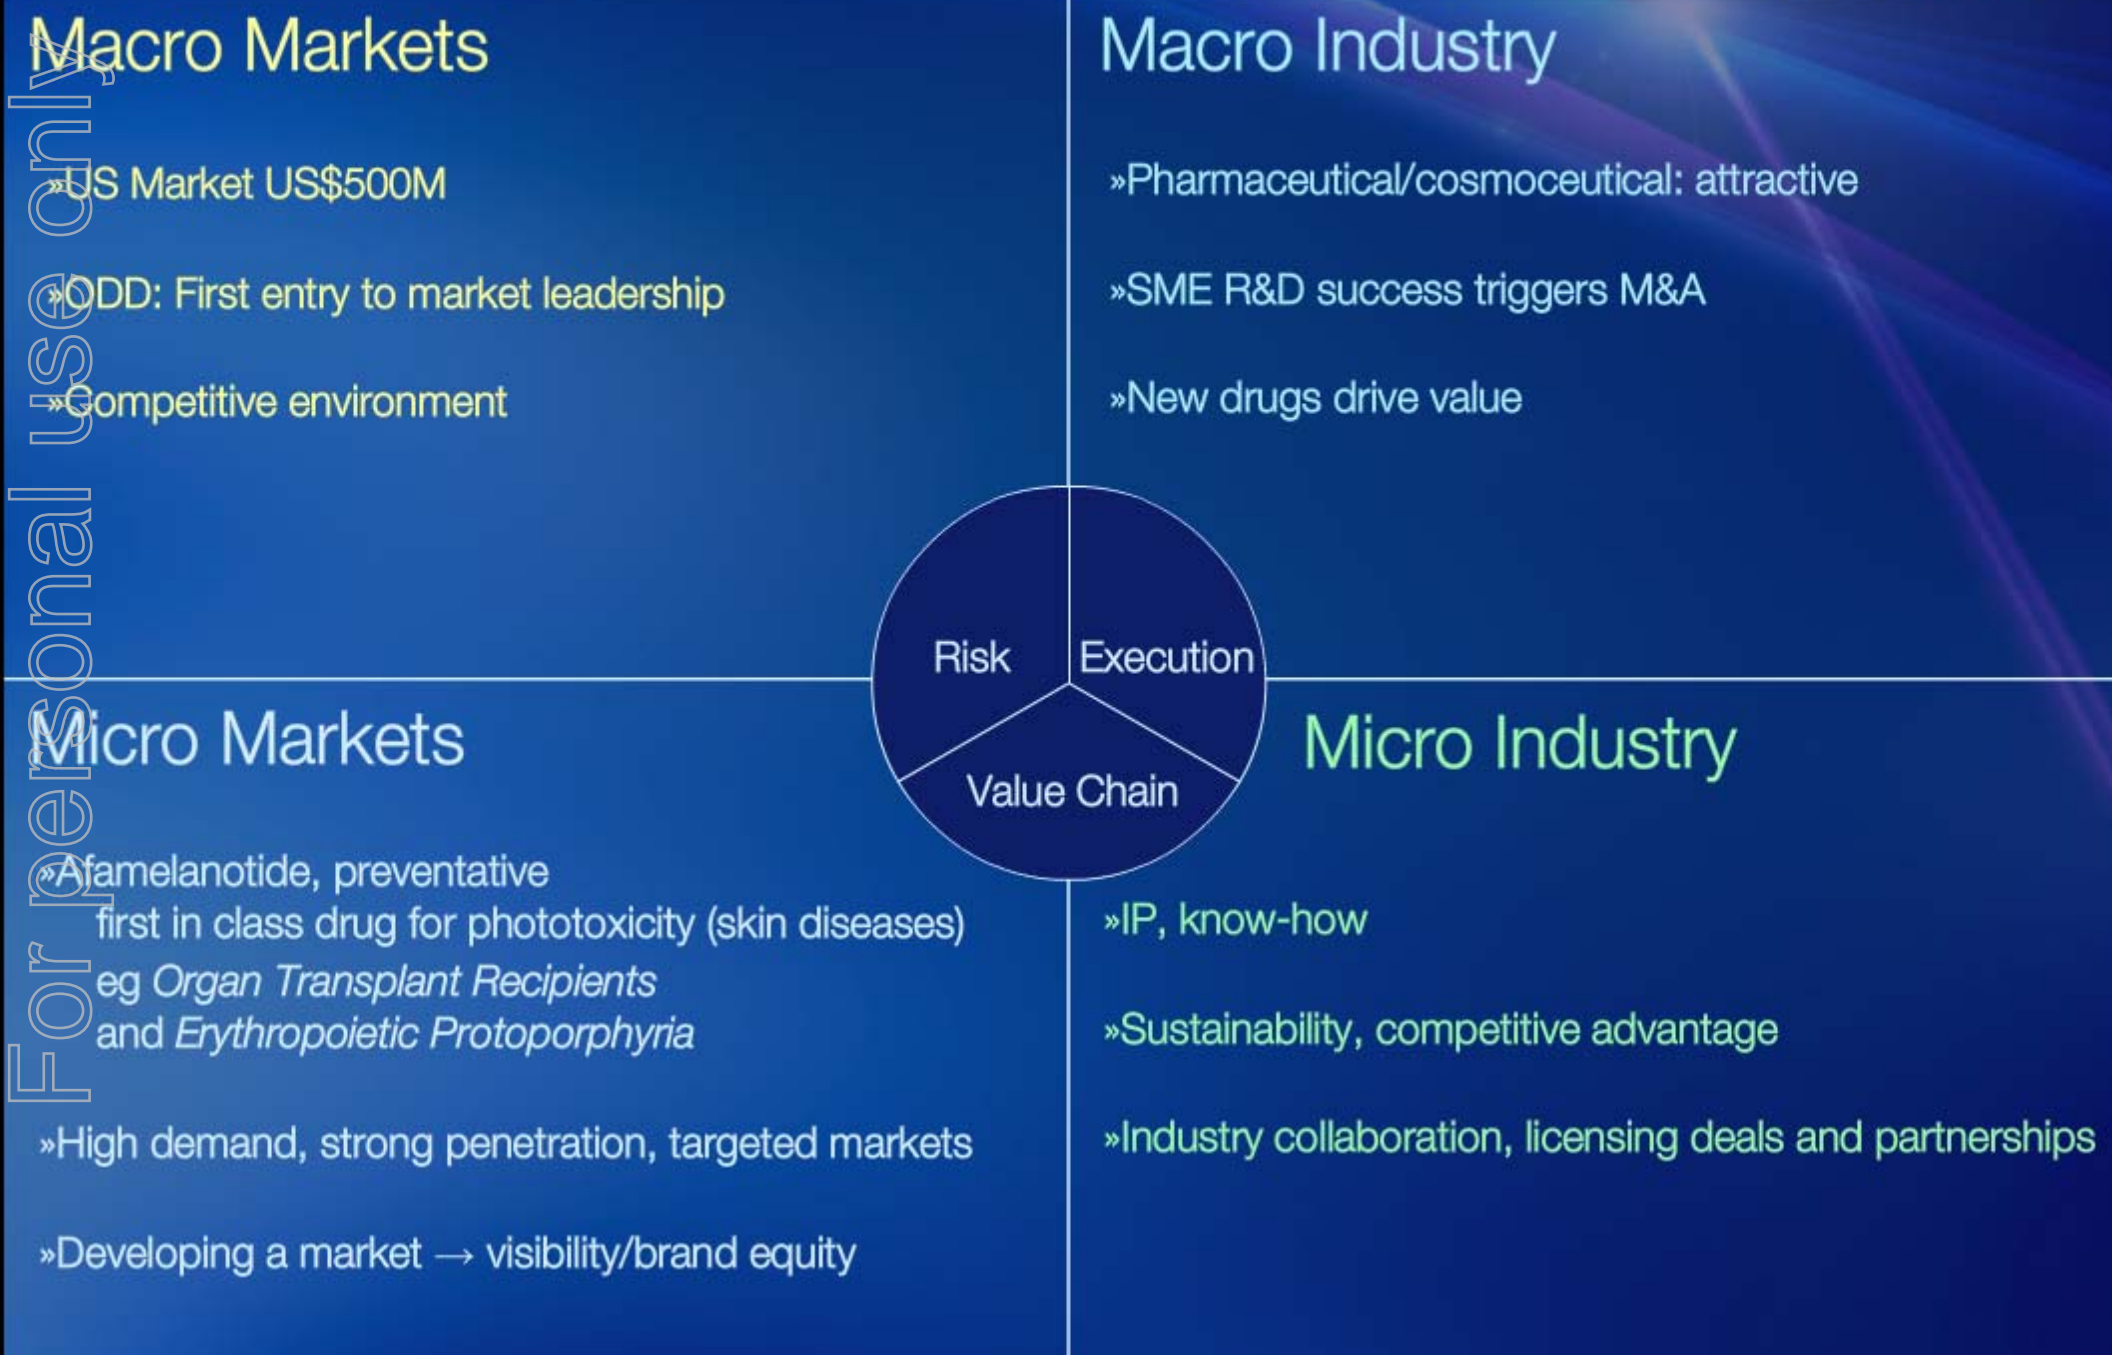 Macro Markets
»US Market US$500M
»ODD: First entry to market leadership
»Competitive environment
Macro Industry
»Pharmaceutical/cosmoceutical: attractive
»SME R&D success triggers M&A
»New drugs drive value
Risk
Execution
Value Chain
Micro Markets
»Afamelanotide, preventative
first in class drug for phototoxicity (skin diseases)
eg Organ Transplant Recipients
and Erythropoietic Protoporphyria
»High demand, strong penetration, targeted markets
»Developing a market → visibility/brand equity
Micro Industry
»IP, know-how
»Sustainability, competitive advantage
»Industry collaboration, licensing deals and partnerships
For personal use only